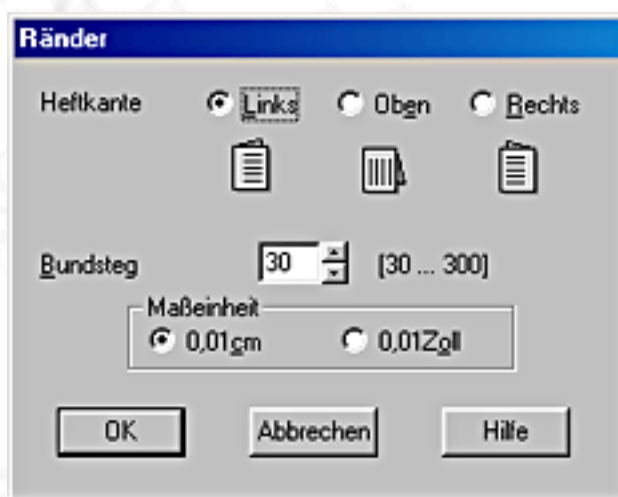 Ränder
Heftkante Links Oben Rechts
Bundsteg 30 [30 ... 300]
Maßeinheit
0,01cm 0,01Zoll
OK Abbrechen Hilfe